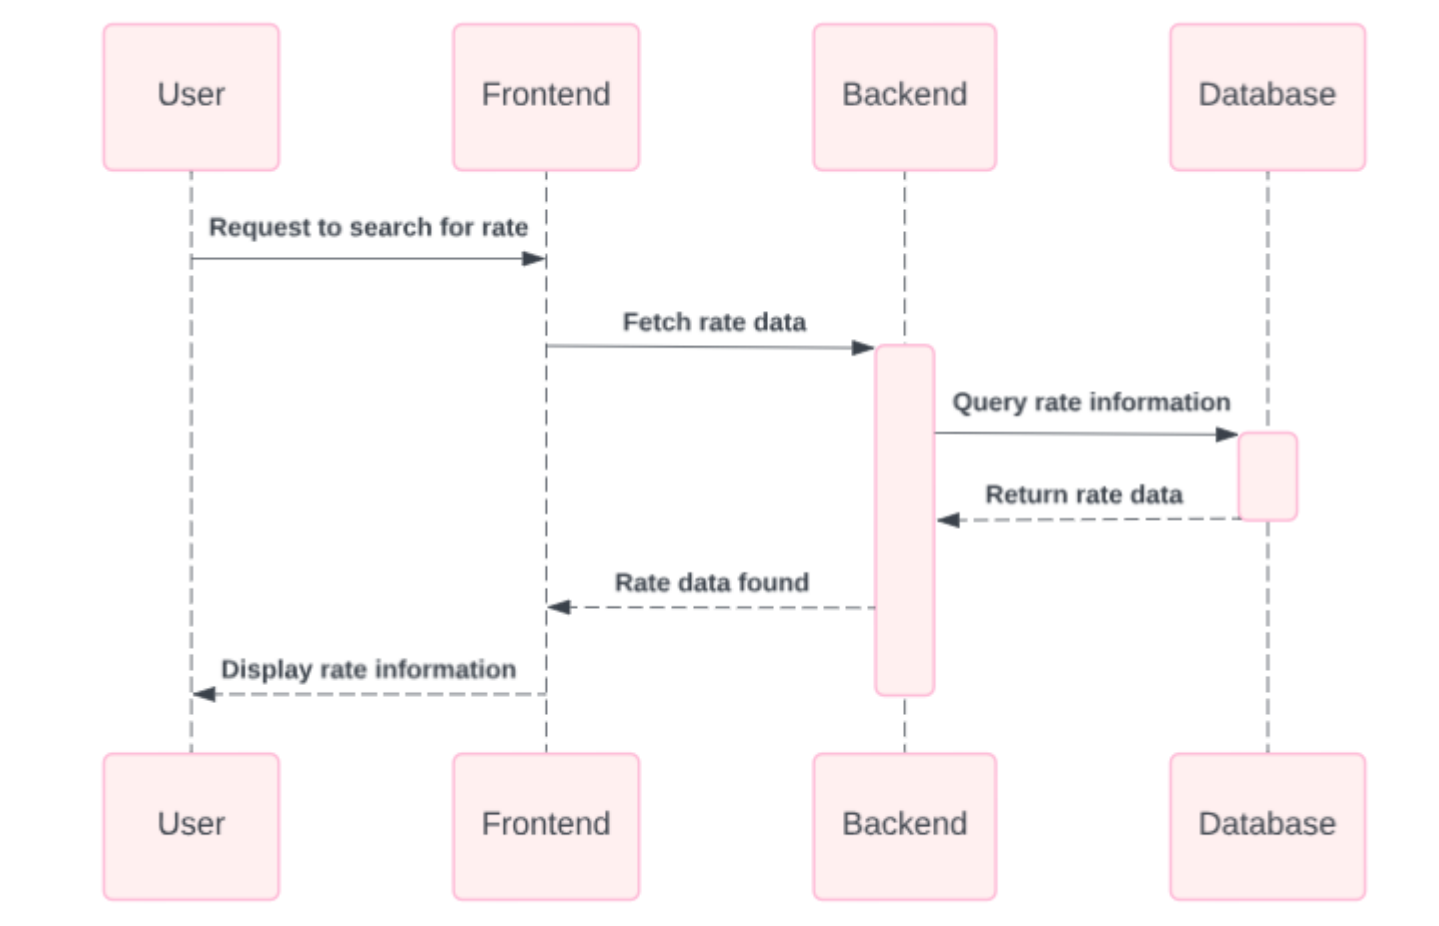 User
Frontend
Backend
Database
Request to search for rate
Fetch rate data
Query rate information
Return rate data
Rate data found
Display rate information
User
Frontend
Backend
Database